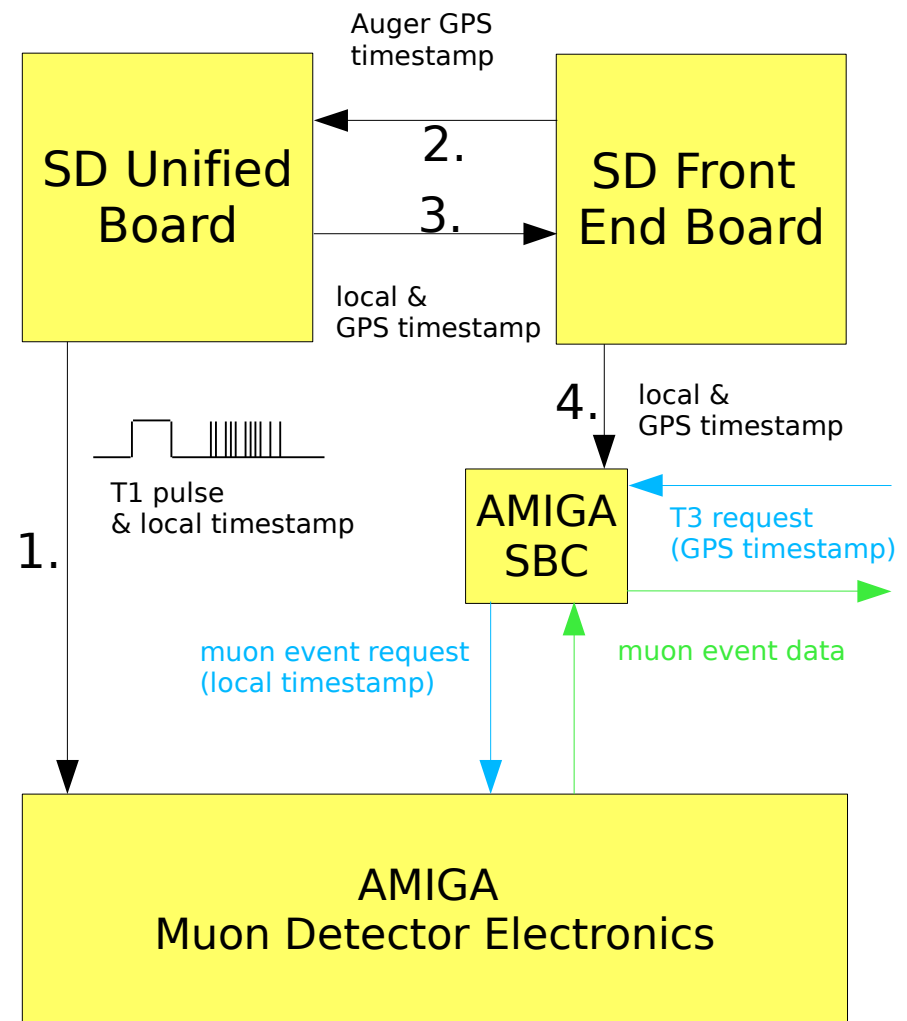 Auger GPS
timestamp
SD Unified
Board
2.
3.
SD Front
End Board
local &
GPS timestamp
1.
T1 pulse
& local timestamp
4.
local &
GPS timestamp
AMIGA
SBC
T3 request
(GPS timestamp)
muon event request
(local timestamp)
muon event data
AMIGA
Muon Detector Electronics